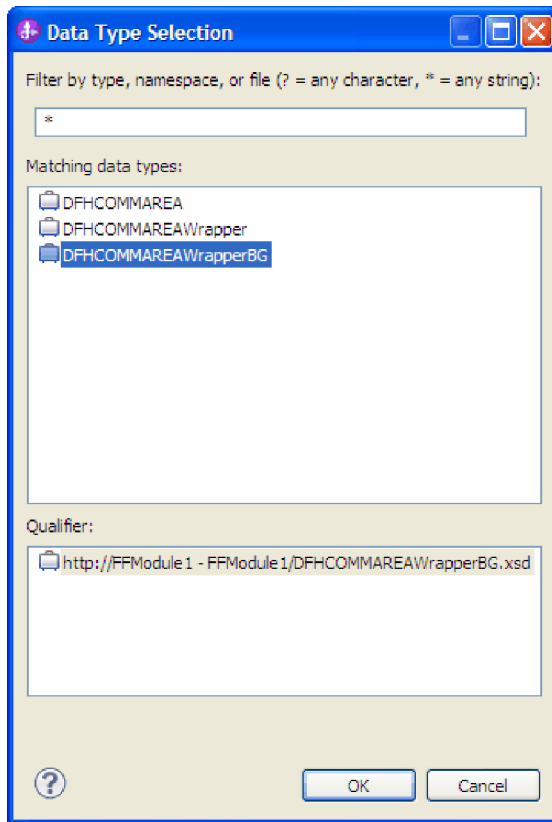 Data Type Selection
Filter by type, namespace, or file (? = any character, * = any string):
*
Matching data types:
DFHCOMMAREA
DFHCOMMAREAWrapper
DFHCOMMAREAWrapperBG
Qualifier:
http://FFModule1 - FFModule1/DFHCOMMAREAWrapperBG.xsd
?
OK Cancel